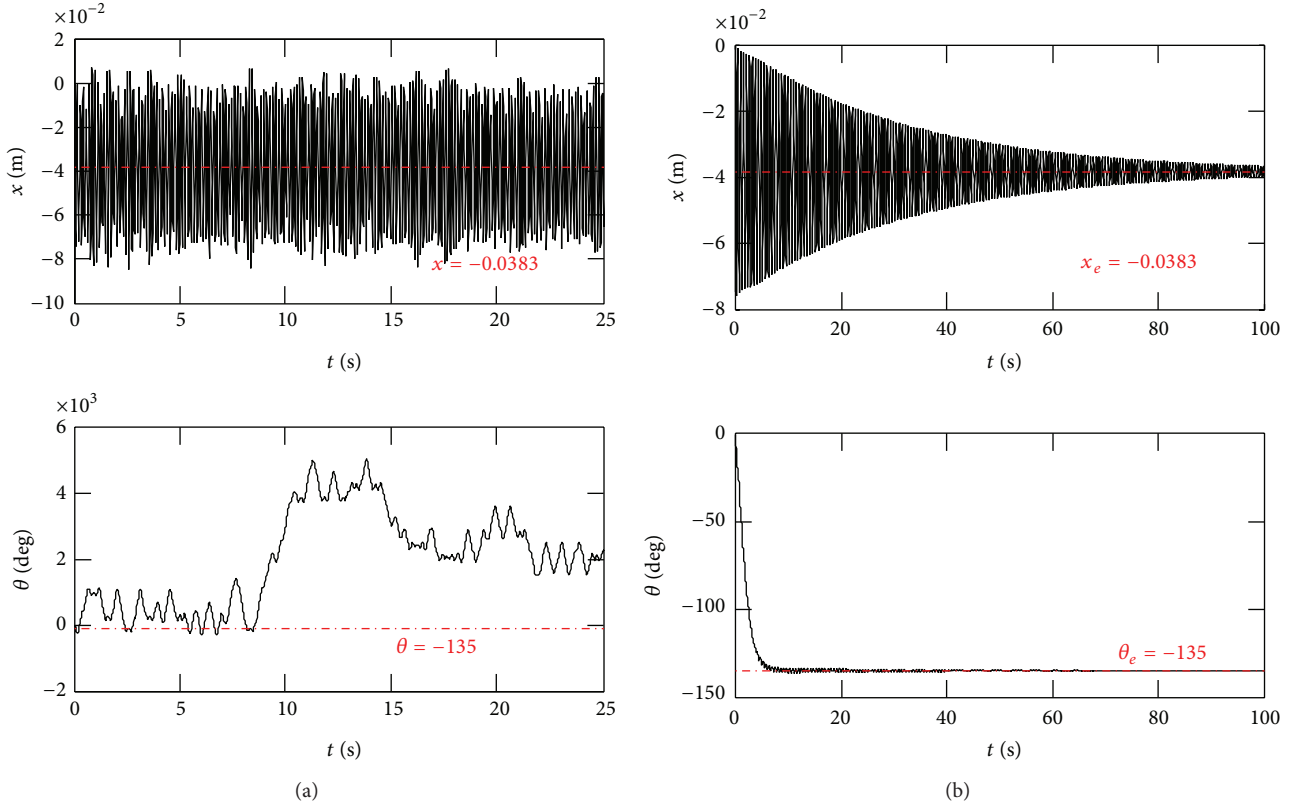 ×10⁻²
2
0
−2
−4
−6
−8
−10
x (m)
x = −0.0383
0 5 10 15 20 25
t (s)
×10³
6
4
2
0
−2
θ (deg)
θ = −135
0 5 10 15 20 25
t (s)
(a)
×10⁻²
0
−2
−4
−6
−8
x (m)
xₑ = −0.0383
0 20 40 60 80 100
t (s)
0
−50
−100
−150
θ (deg)
θₑ = −135
0 20 40 60 80 100
t (s)
(b)